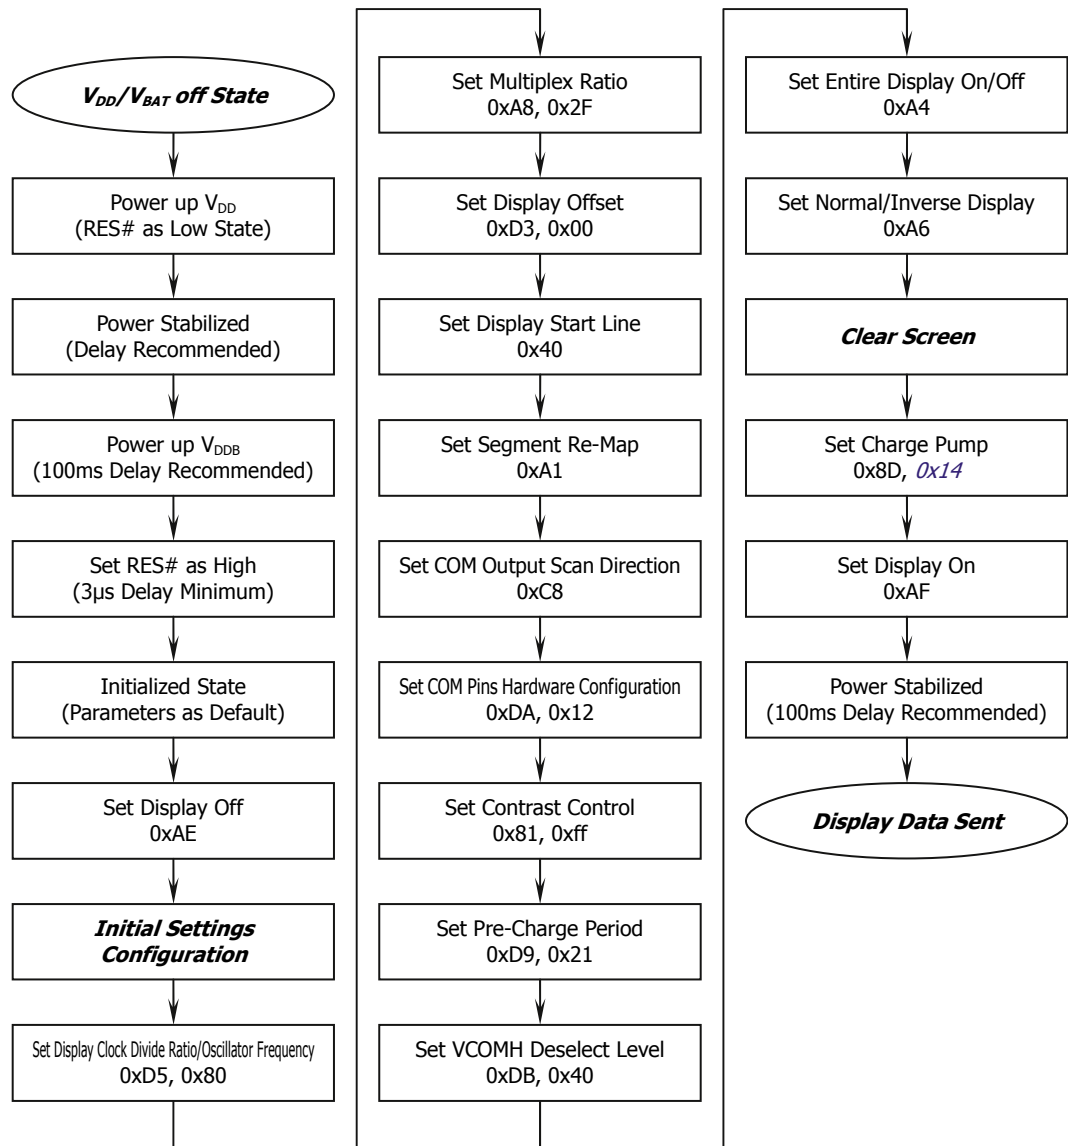 V_DD/V_BAT off State
Power up V_DD
(RES# as Low State)
Power Stabilized
(Delay Recommended)
Power up V_DDB
(100ms Delay Recommended)
Set RES# as High
(3µs Delay Minimum)
Initialized State
(Parameters as Default)
Set Display Off
0xAE
Initial Settings
Configuration
Set Display Clock Divide Ratio/Oscillator Frequency
0xD5, 0x80
Set Multiplex Ratio
0xA8, 0x2F
Set Display Offset
0xD3, 0x00
Set Display Start Line
0x40
Set Segment Re-Map
0xA1
Set COM Output Scan Direction
0xC8
Set COM Pins Hardware Configuration
0xDA, 0x12
Set Contrast Control
0x81, 0xff
Set Pre-Charge Period
0xD9, 0x21
Set VCOMH Deselect Level
0xDB, 0x40
Set Entire Display On/Off
0xA4
Set Normal/Inverse Display
0xA6
Clear Screen
Set Charge Pump
0x8D, 0x14
Set Display On
0xAF
Power Stabilized
(100ms Delay Recommended)
Display Data Sent